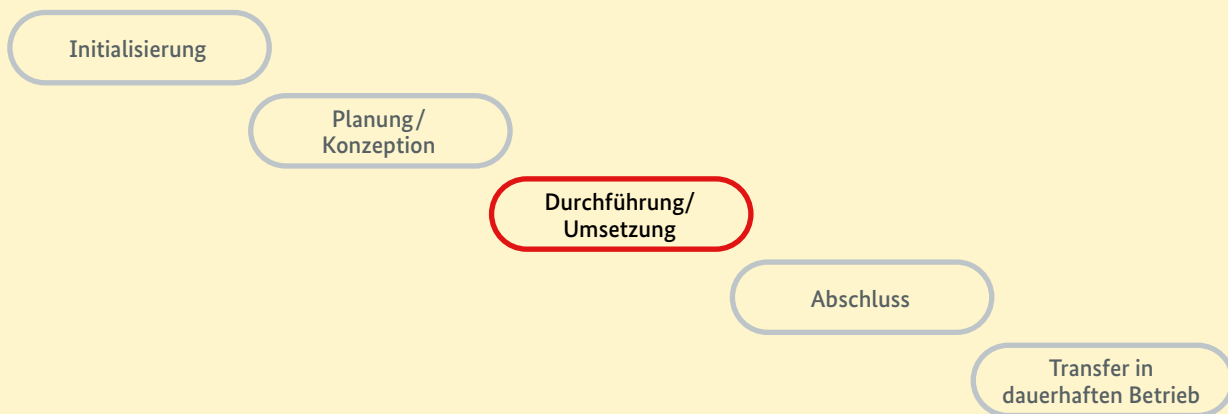 Initialisierung
Planung/
Konzeption
Durchführung/
Umsetzung
Abschluss
Transfer in
dauerhaften Betrieb